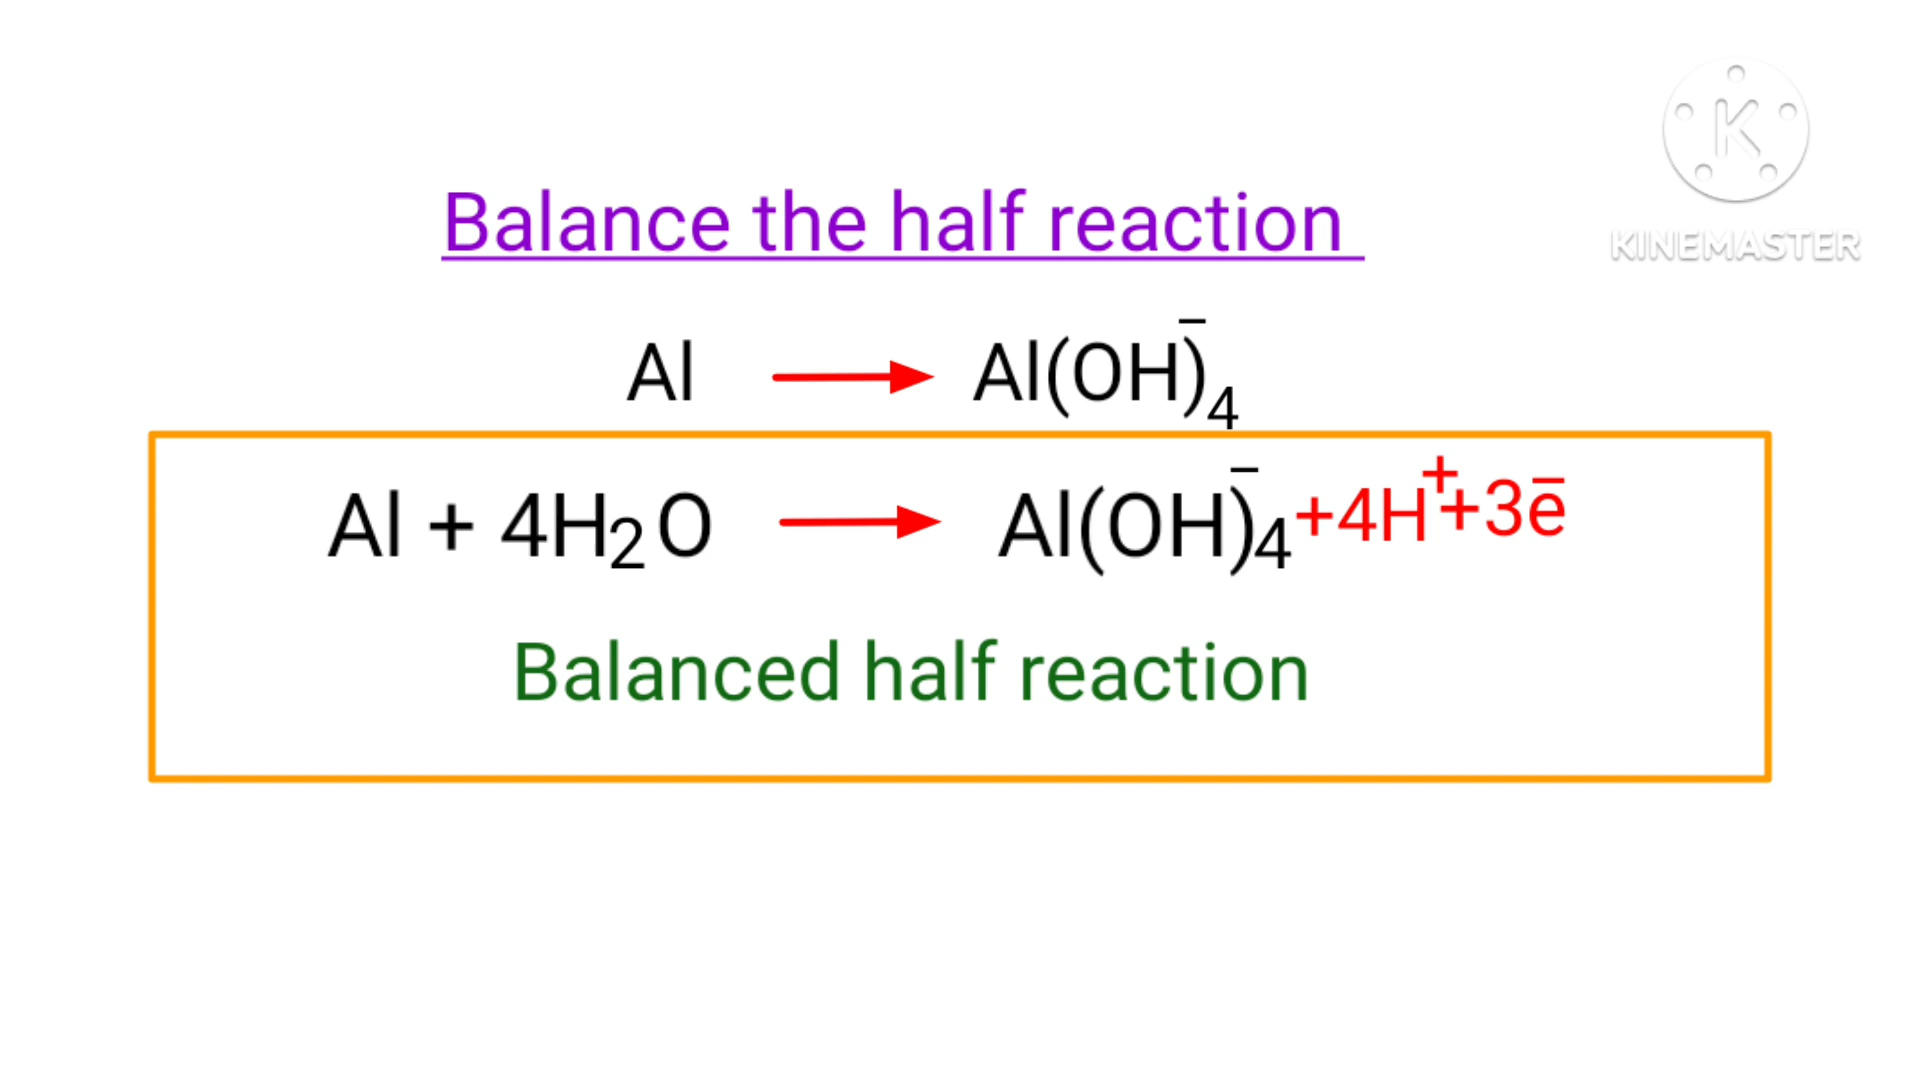 K
KINEMASTER
Balance the half reaction
Al → Al(OH)₄⁻
Al + 4H₂O → Al(OH)₄⁻ +4H⁺+3e̅
Balanced half reaction